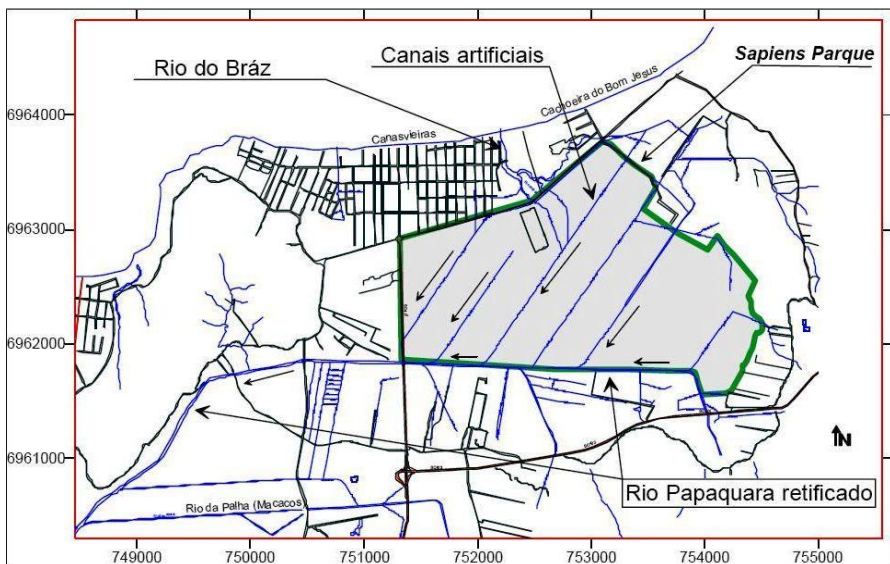 Canais artificiais
Sapiens Parque
Rio do Bráz
Cachoeira do Bom Jesus
Canasvieiras
6964000
6963000
6962000
6961000
N
Rio Papaquara retificado
Rio da Palha (Macacos)
749000
750000
751000
752000
753000
754000
755000